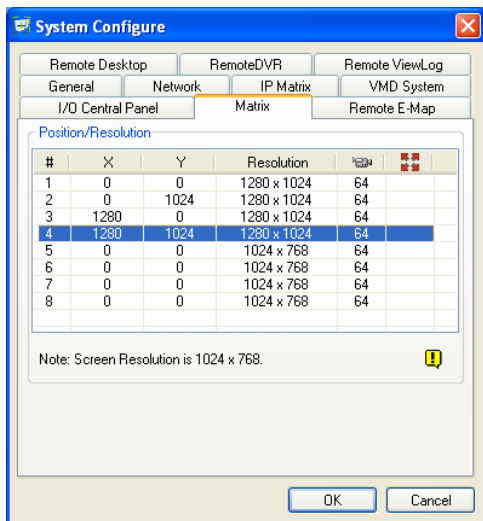 System Configure
Remote Desktop RemoteDVR Remote ViewLog
General Network IP Matrix VMD System
I/O Central Panel Matrix Remote E-Map
Position/Resolution
# X Y Resolution
1 0 0 1280 x 1024 64
2 0 1024 1280 x 1024 64
3 1280 0 1280 x 1024 64
4 1280 1024 1280 x 1024 64
5 0 0 1024 x 768 64
6 0 0 1024 x 768 64
7 0 0 1024 x 768 64
8 0 0 1024 x 768 64
Note: Screen Resolution is 1024 x 768.
OK Cancel